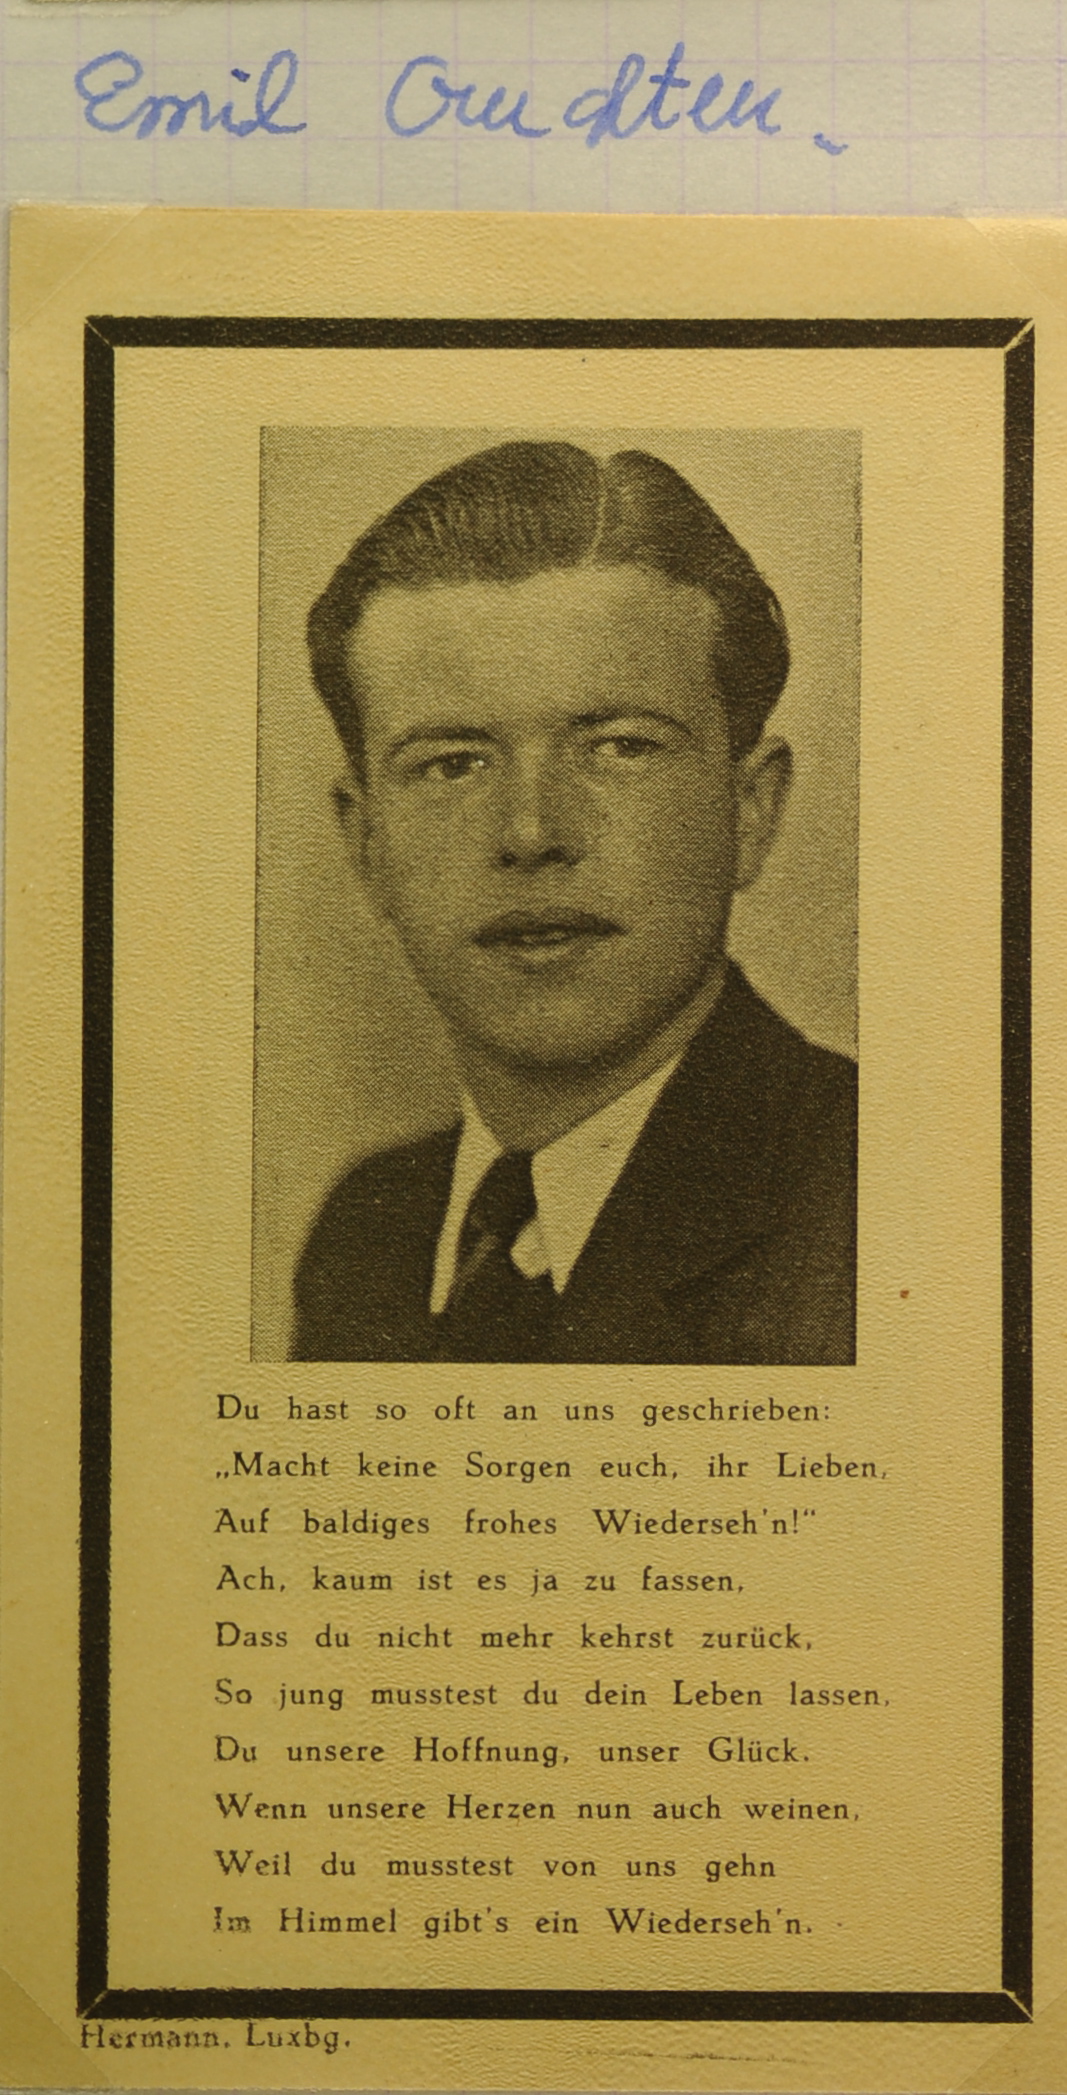 Emil
Du hast so oft an uns geschrieben:
„Macht keine Sorgen euch, ihr Lieben,
Auf baldiges frohes Wiederseh'n!“
Ach, kaum ist es ja zu fassen,
Dass du nicht mehr kehrst zurück,
So jung musstest du dein Leben lassen,
Du unsere Hoffnung, unser Glück.
Wenn unsere Herzen nun auch weinen,
Weil du musstest von uns gehn
Im Himmel gibt's ein Wiederseh'n.
Hermann, Luxbg.